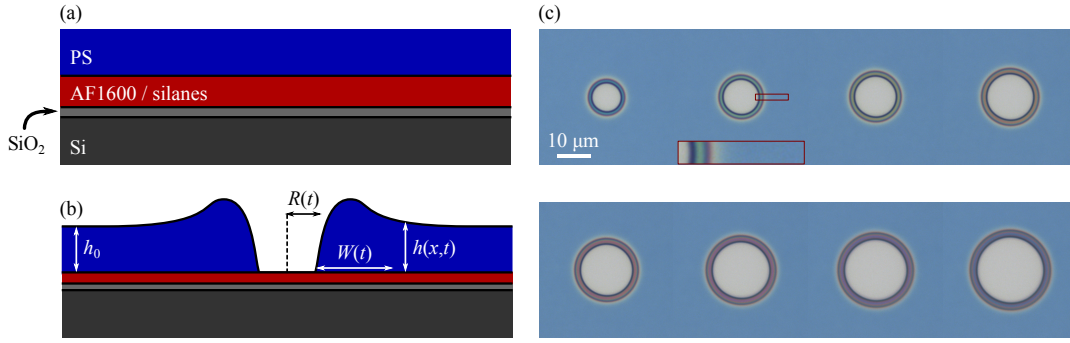 (a)
PS
AF1600 / silanes
SiO₂
Si
(b)
R(t)
h₀
W(t)
h(x,t)
(c)
10 μm